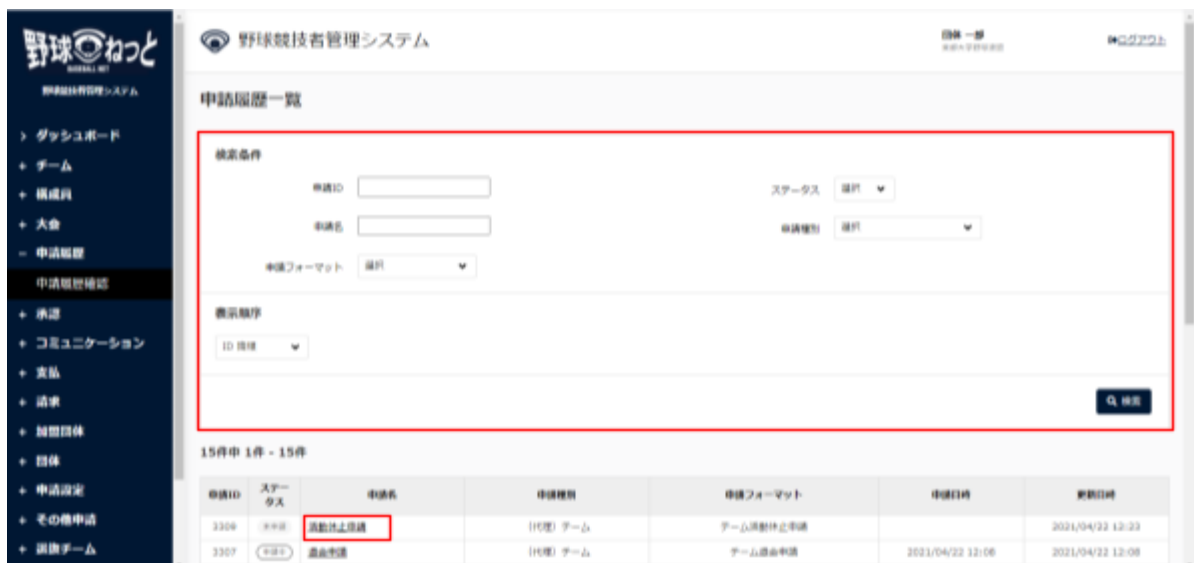 野球ねっと
BASEBALL NET
野球競技者管理システム
野球競技者管理システム
団体 一部
ログアウト
申請履歴一覧
ダッシュボード
チーム
構成員
大会
申請履歴
申請履歴確認
承認
コミュニケーション
支払
請求
加盟団体
団体
申請設定
その他申請
選抜チーム
検索条件
申請ID
ステータス 選択
申請名
申請種別 選択
申請フォーマット 選択
表示順序
ID 降順
検索
15件中 1件 - 15件
申請ID ステータス 申請名 申請種別 申請フォーマット 申請日時 更新日時
3309 未申請 活動休止申請 (代理) チーム チーム活動休止申請 2021/04/22 12:23
3307 申請中 退会申請 (代理) チーム チーム退会申請 2021/04/22 12:08 2021/04/22 12:08